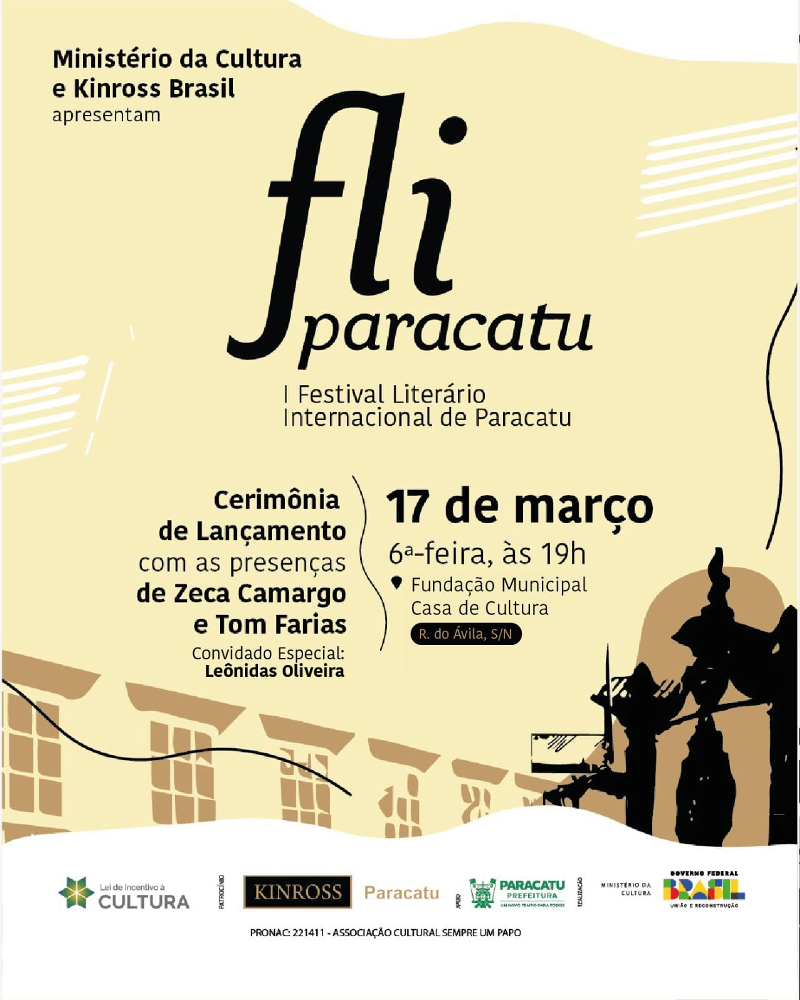 Ministério da Cultura
e Kinross Brasil
apresentam
fli
paracatu
I Festival Literário
Internacional de Paracatu
Cerimônia
de Lançamento
com as presenças
de Zeca Camargo
e Tom Farias
Convidado Especial:
Leônidas Oliveira
17 de março
6ª-feira, às 19h
Fundação Municipal
Casa de Cultura
R. do Ávila, S/N
Lei de Incentivo à
CULTURA
PATROCÍNIO
KINROSS
Paracatu
APOIO
PARACATU
PREFEITURA
UM NOVO TEMPO PARA TODOS
REALIZAÇÃO
MINISTÉRIO DA
CULTURA
GOVERNO FEDERAL
BRASIL
UNIÃO E RECONSTRUÇÃO
PRONAC: 221411 - ASSOCIAÇÃO CULTURAL SEMPRE UM PAPO